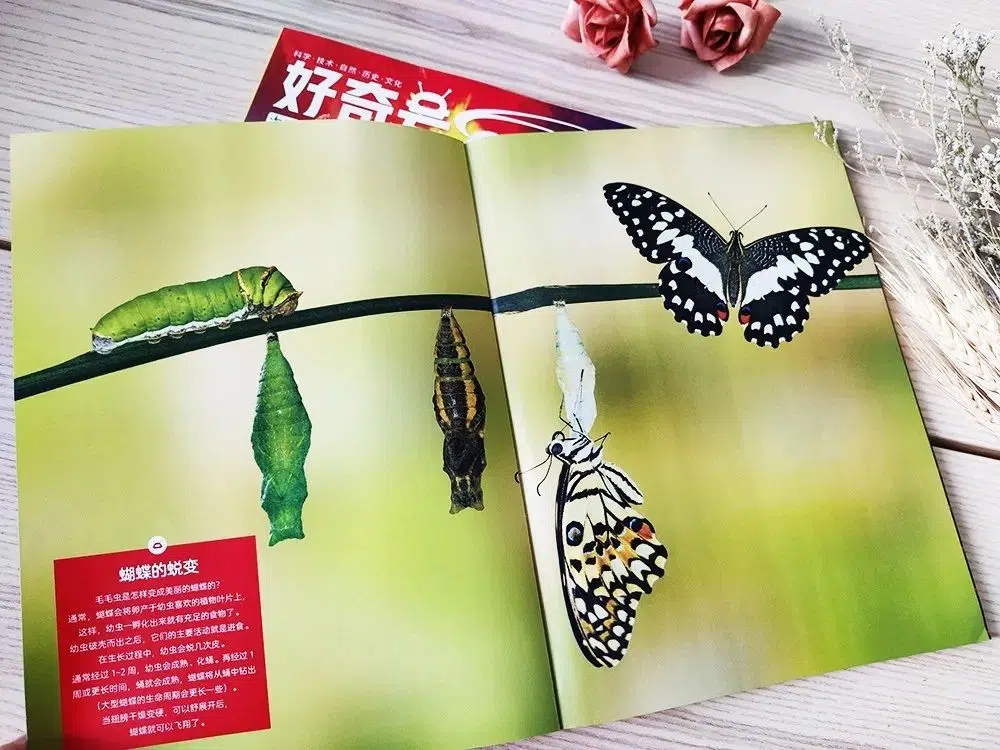 科学·技术·自然·历史·文化
好奇号
蝴蝶的蜕变
毛毛虫是怎样变成美丽的蝴蝶的?
通常,蝴蝶会将卵产于幼虫喜欢的植物叶片上,
这样,幼虫一孵化出来就有充足的食物了。
幼虫破壳而出之后,它们的主要活动就是进食。
在生长过程中,幼虫会蜕几次皮。
通常经过 1-2 周,幼虫会成熟、化蛹。再经过 1
周或更长时间,蛹就会成熟,蝴蝶将从蛹中钻出
(大型蝴蝶的生命周期会更长一些)。
当翅膀干燥变硬,可以舒展开后,
蝴蝶就可以飞翔了。